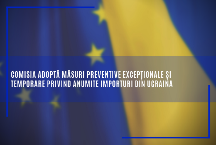 COMISIA ADOPTĂ MĂSURI PREVENTIVE EXCEPȚIONALE ȘI
TEMPORARE PRIVIND ANUMITE IMPORTURI DIN UCRAINA